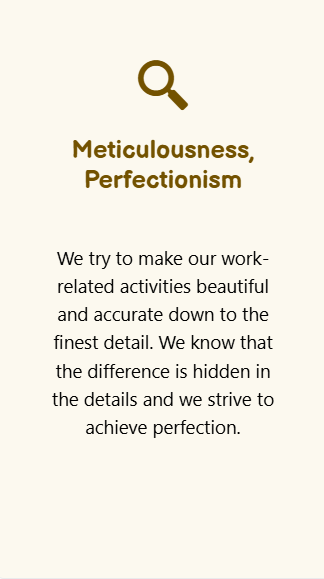 Meticulousness,
Perfectionism
We try to make our work-
related activities beautiful
and accurate down to the
finest detail. We know that
the difference is hidden in
the details and we strive to
achieve perfection.